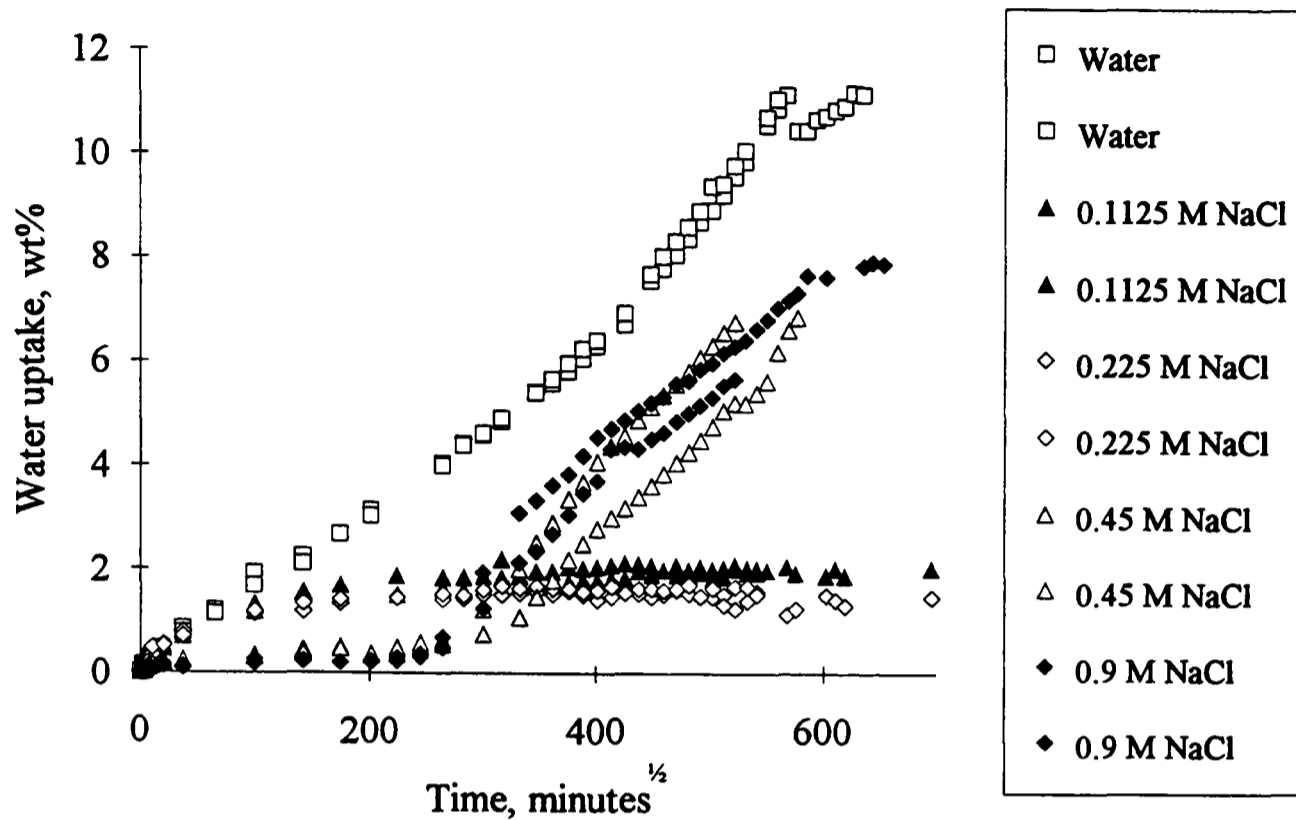 12
10
8
6
4
2
0
Water uptake, wt%
0
200
400
600
Time, minutes½
Water
Water
0.1125 M NaCl
0.1125 M NaCl
0.225 M NaCl
0.225 M NaCl
0.45 M NaCl
0.45 M NaCl
0.9 M NaCl
0.9 M NaCl